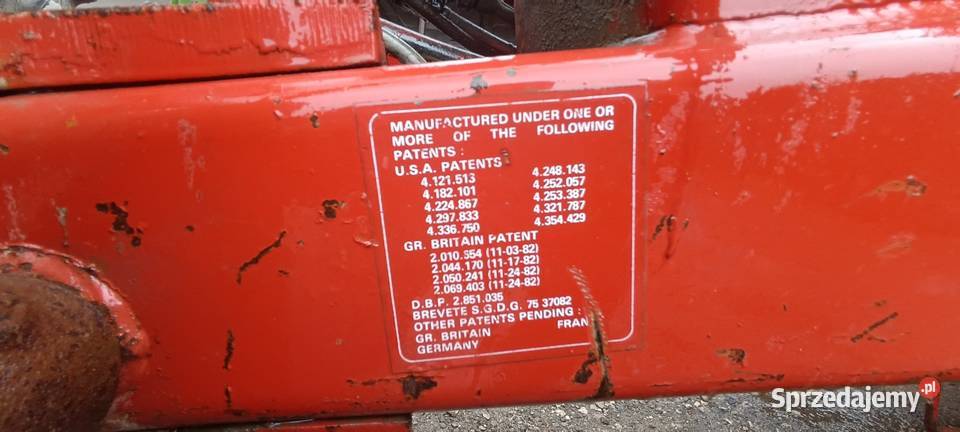 MANUFACTURED UNDER ONE OR
MORE OF THE FOLLOWING
PATENTS :
U.S.A. PATENTS
4.121.513 4.248.143
4.182.101 4.252.057
4.224.867 4.253.387
4.297.833 4.321.787
4.336.750 4.354.429
GR. BRITAIN PATENT
2.010.554 (11-03-82)
2.044.170 (11-17-82)
2.050.241 (11-24-82)
2.069.403 (11-24-82)
D.B.P. 2.851.035
BREVETE S.G.D.G. 75 37082
OTHER PATENTS PENDING :
GR. BRITAIN FRAN
GERMANY
Sprzedajemy .pl